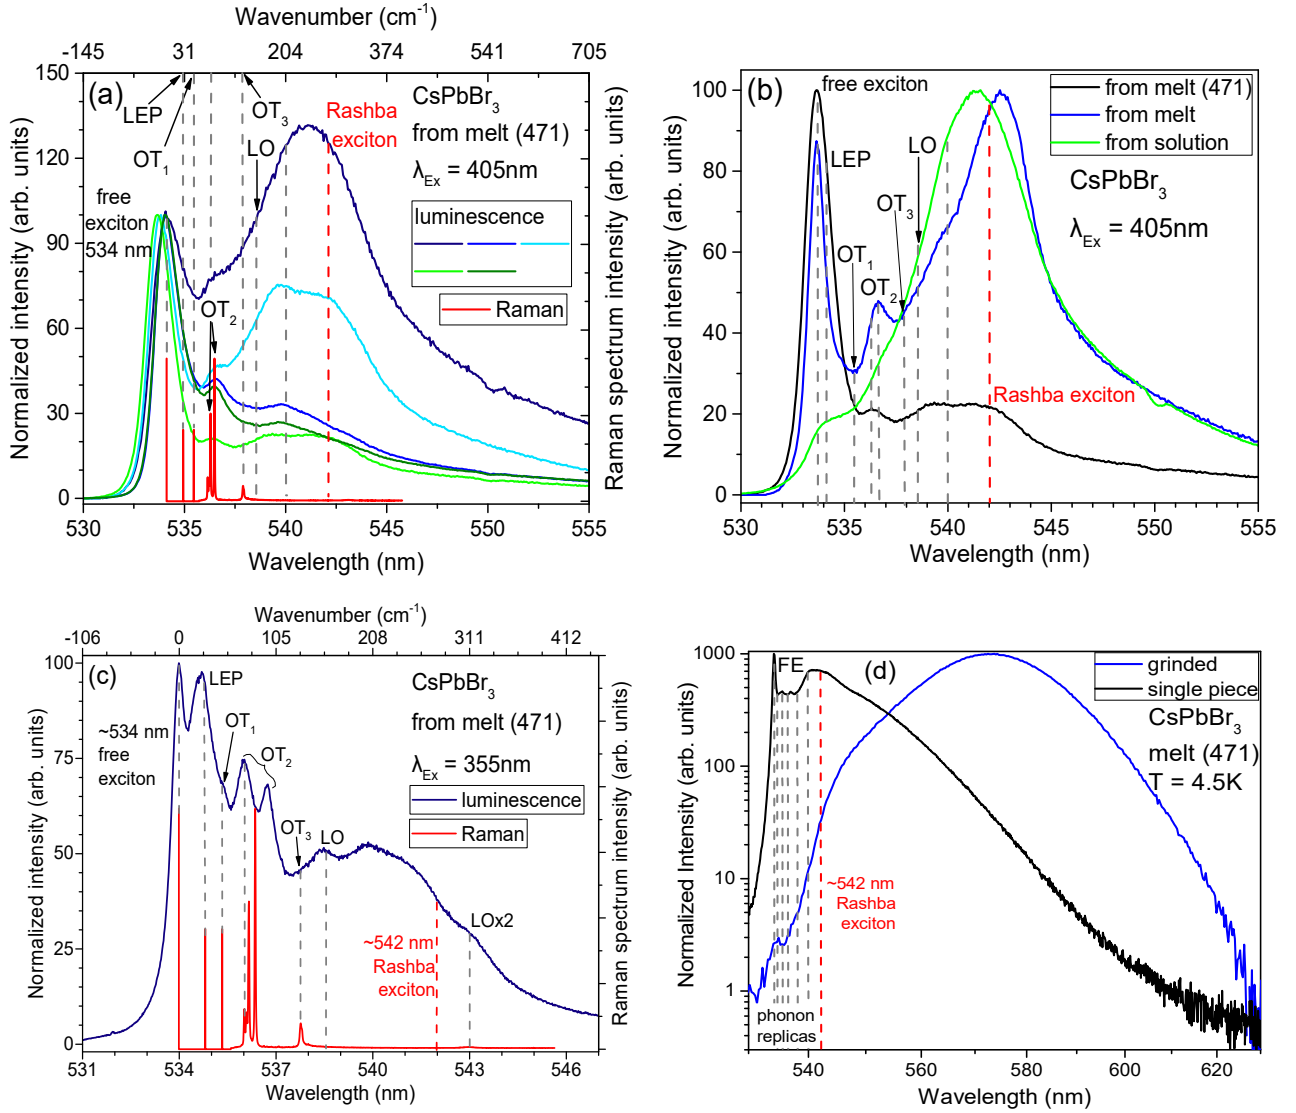 Wavenumber (cm-1)
-145 31 204 374 541 705
(a)
LEP
OT1
OT3
LO
CsPbBr3
from melt (471)
λEx = 405nm
Rashba
exciton
free
exciton
534 nm
luminescence
Raman
OT2
150
120
90
60
30
0
530 535 540 545 550 555
Wavelength (nm)
Normalized intensity (arb. units)
Raman spectrum intensity (arb. units)
(b)
free exciton
from melt (471)
from melt
from solution
LEP
LO
OT3
OT1
OT2
CsPbBr3
λEx = 405nm
Rashba exciton
100
80
60
40
20
0
530 535 540 545 550 555
Wavelength (nm)
Normalized intensity (arb. units)
Wavenumber (cm-1)
-106 0 105 208 311 412
(c)
LEP
OT1
OT2
OT3
LO
LOx2
~534 nm
free
exciton
CsPbBr3
from melt (471)
λEx = 355nm
luminescence
Raman
~542 nm
Rashba
exciton
100
75
50
25
0
531 534 537 540 543 546
Wavelength (nm)
Normalized intensity (arb. units)
Raman spectrum intensity (arb. units)
FE
(d)
grinded
single piece
CsPbBr3
melt (471)
T = 4.5K
~542 nm
Rashba
exciton
phonon
replicas
1000
100
10
1
540 560 580 600 620
Wavelength (nm)
Normalized Intensity (arb. units)